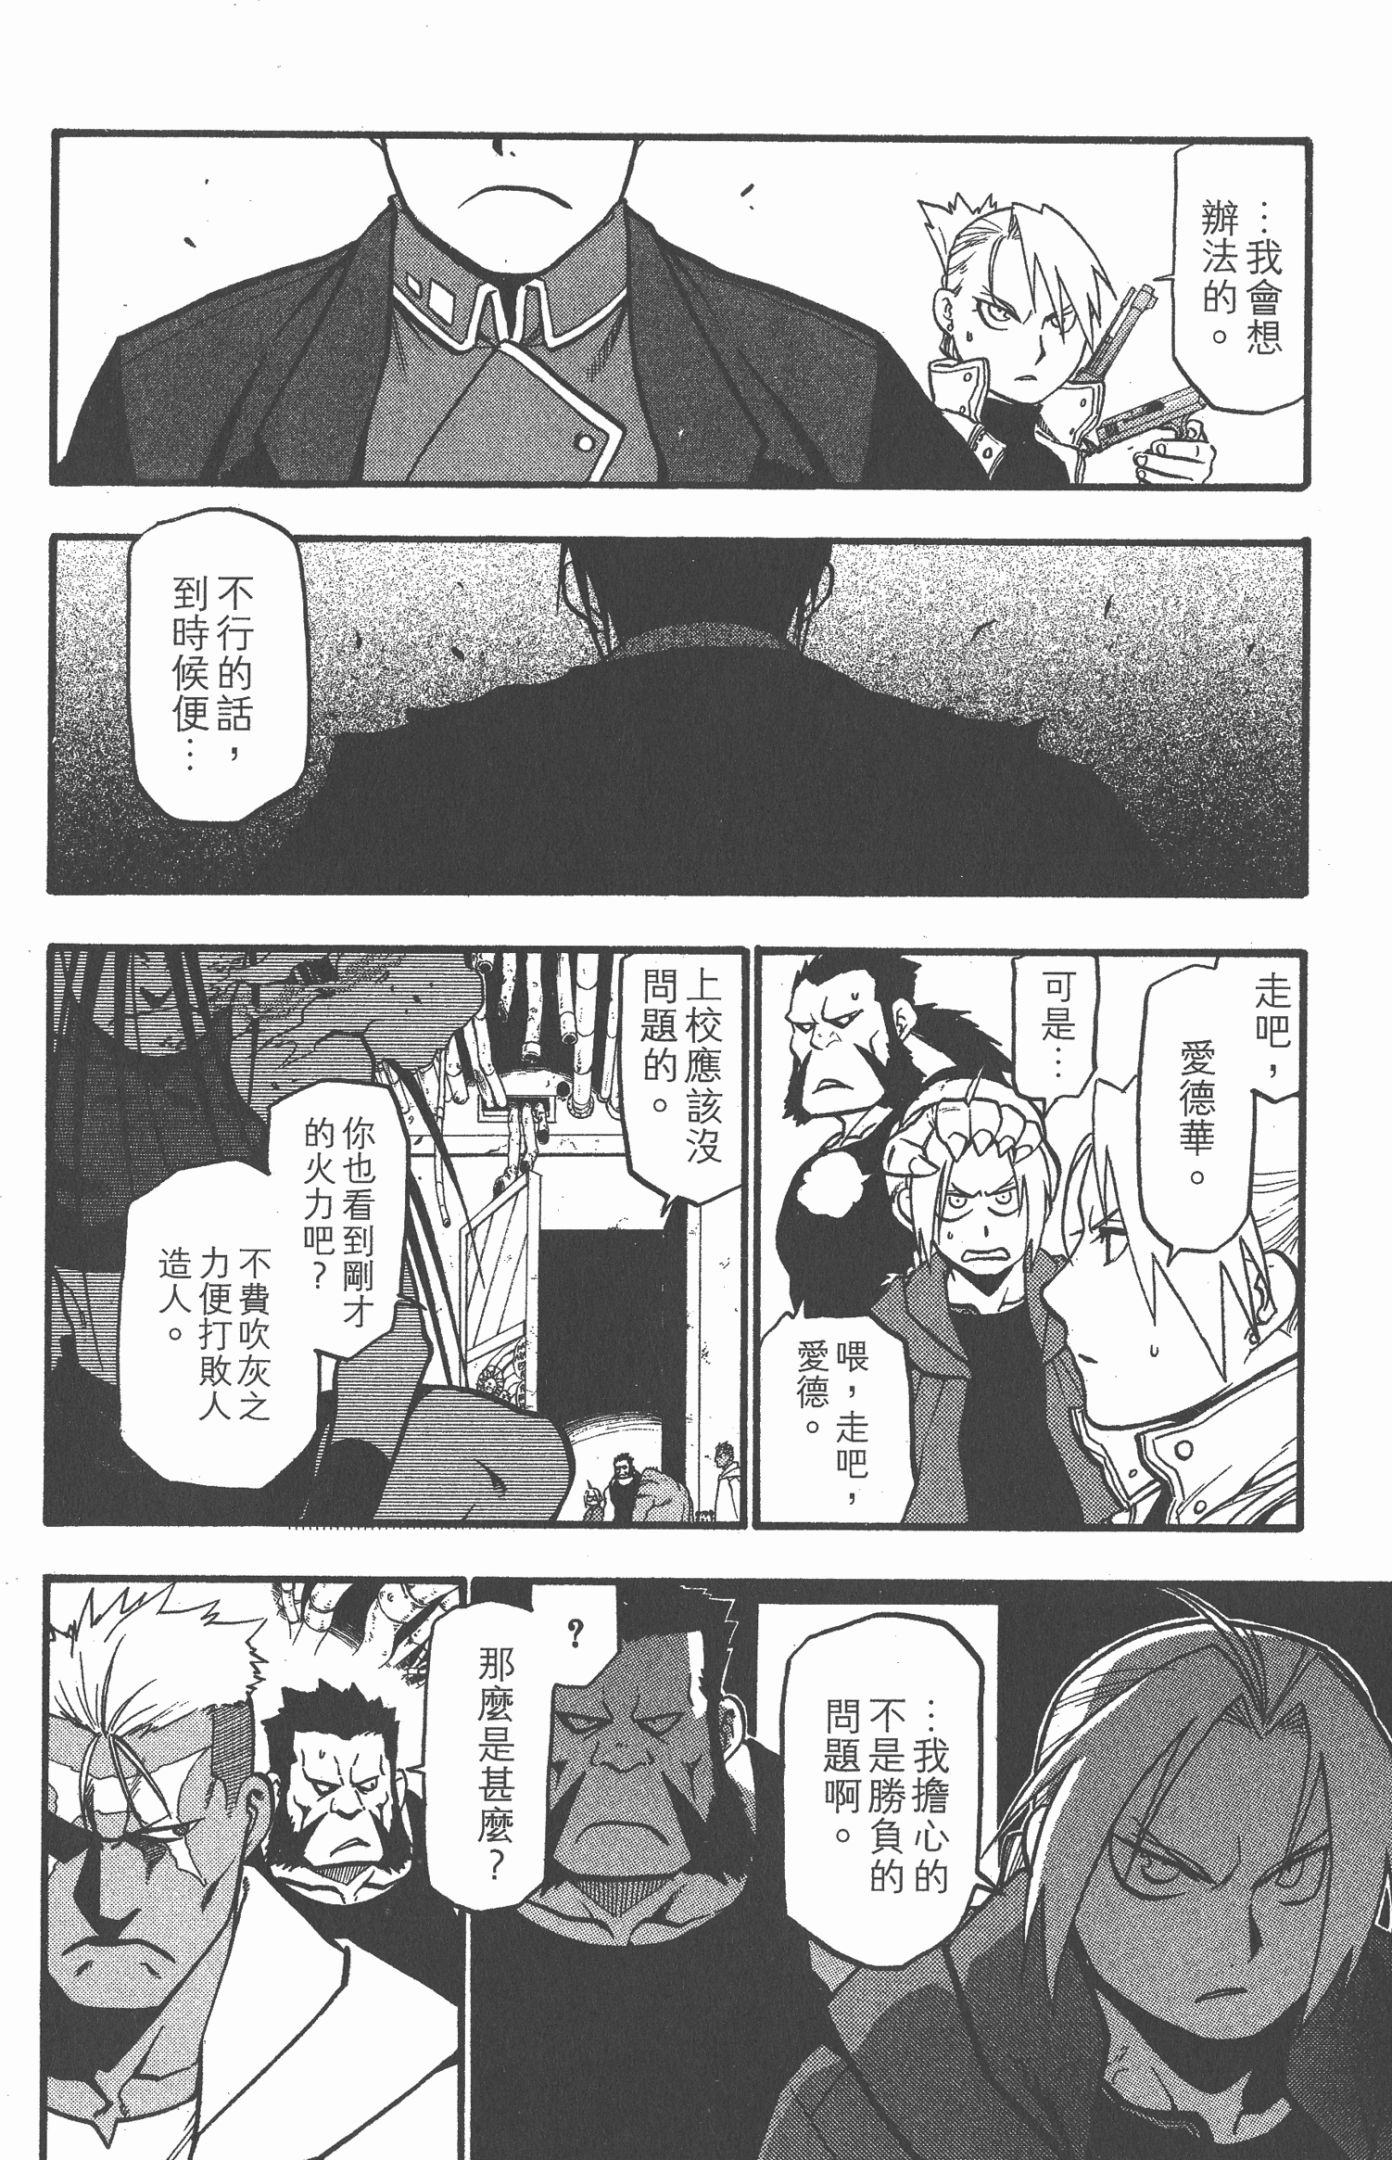 …我會想
辦法的。
不行的話，
到時候便…
走吧，
愛德華。
可是…
喂，走吧，
愛德。
上校應該沒
問題的。
你也看到剛才
的火力吧？
不費吹灰之
力便打敗人
造人。
…我擔心的
不是勝負的
問題啊。
？
那麼是甚麼？